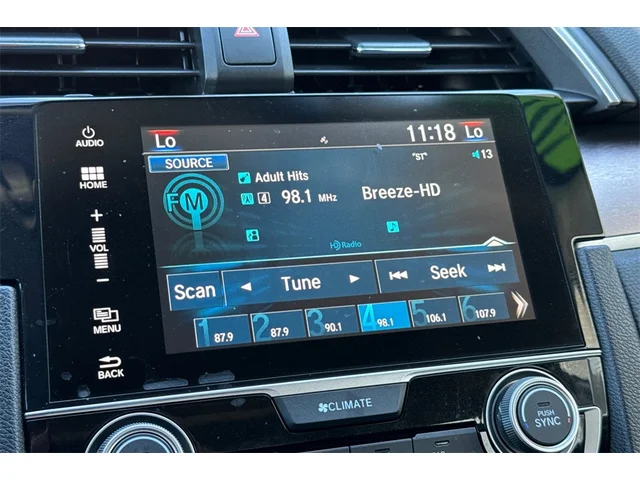 AUDIO
HOME
+
VOL
−
MENU
BACK
Lo 11:18 Lo
SOURCE "ST" 13
Adult Hits
FM 4 98.1 MHz Breeze-HD
HD Radio
Scan Tune Seek
1 87.9 2 87.9 3 90.1 4 98.1 5 106.1 6 107.9
CLIMATE
PUSH
SYNC